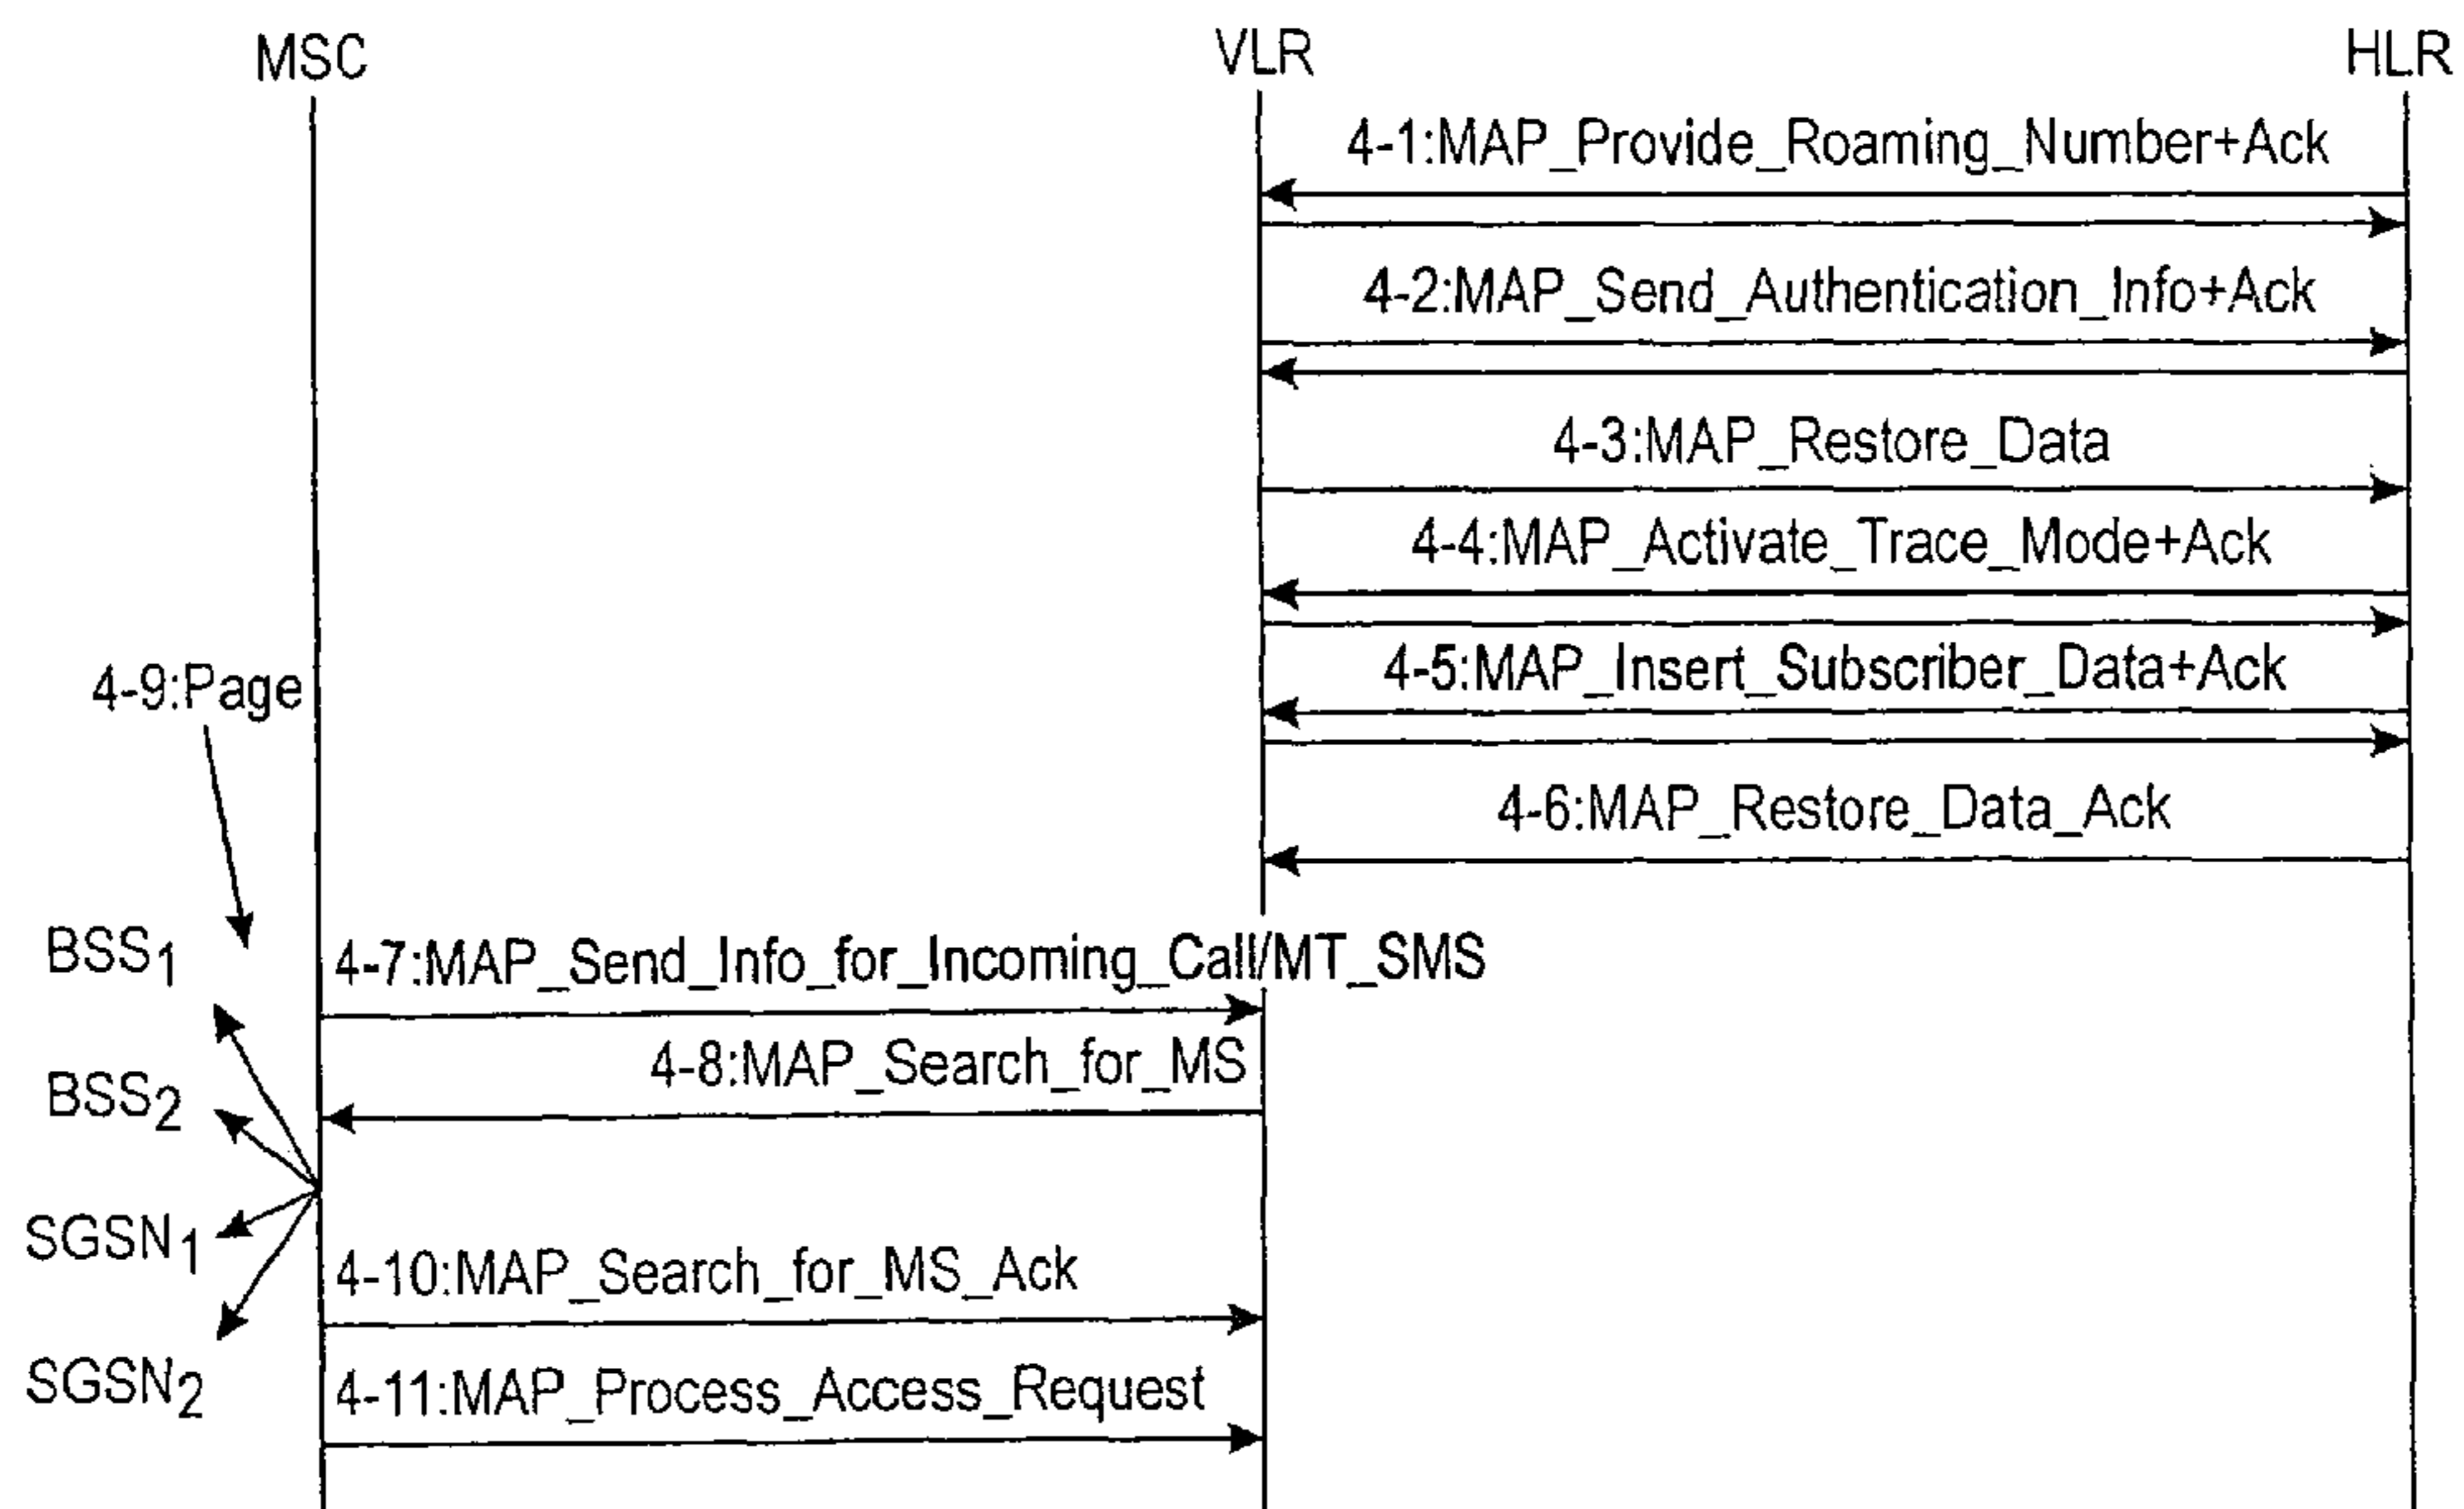 MSC
VLR
HLR
4-1:MAP_Provide_Roaming_Number+Ack
4-2:MAP_Send_Authentication_Info+Ack
4-3:MAP_Restore_Data
4-4:MAP_Activate_Trace_Mode+Ack
4-5:MAP_Insert_Subscriber_Data+Ack
4-9:Page
4-6:MAP_Restore_Data_Ack
BSS1
4-7:MAP_Send_Info_for_Incoming_Call/MT_SMS
4-8:MAP_Search_for_MS
BSS2
SGSN1
4-10:MAP_Search_for_MS_Ack
SGSN2
4-11:MAP_Process_Access_Request